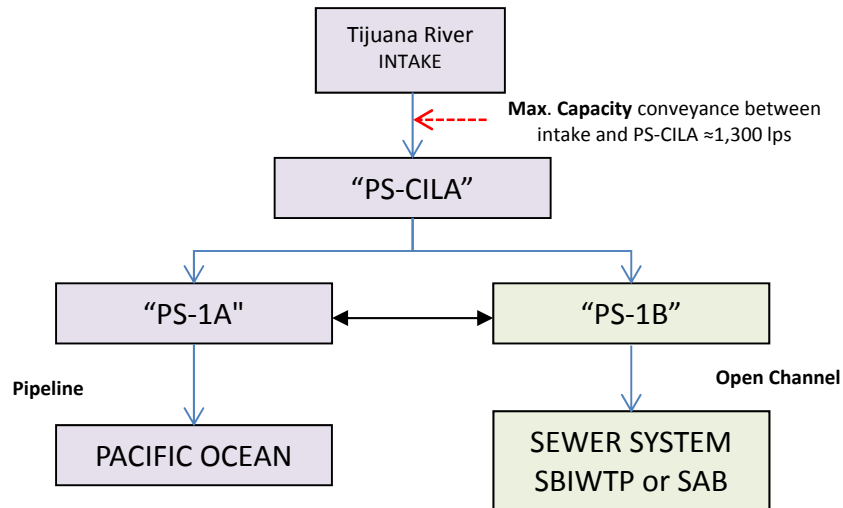 Tijuana River
INTAKE
Max. Capacity conveyance between
intake and PS-CILA ≈1,300 lps
“PS-CILA”
“PS-1A"
“PS-1B”
Pipeline
Open Channel
PACIFIC OCEAN
SEWER SYSTEM
SBIWTP or SAB